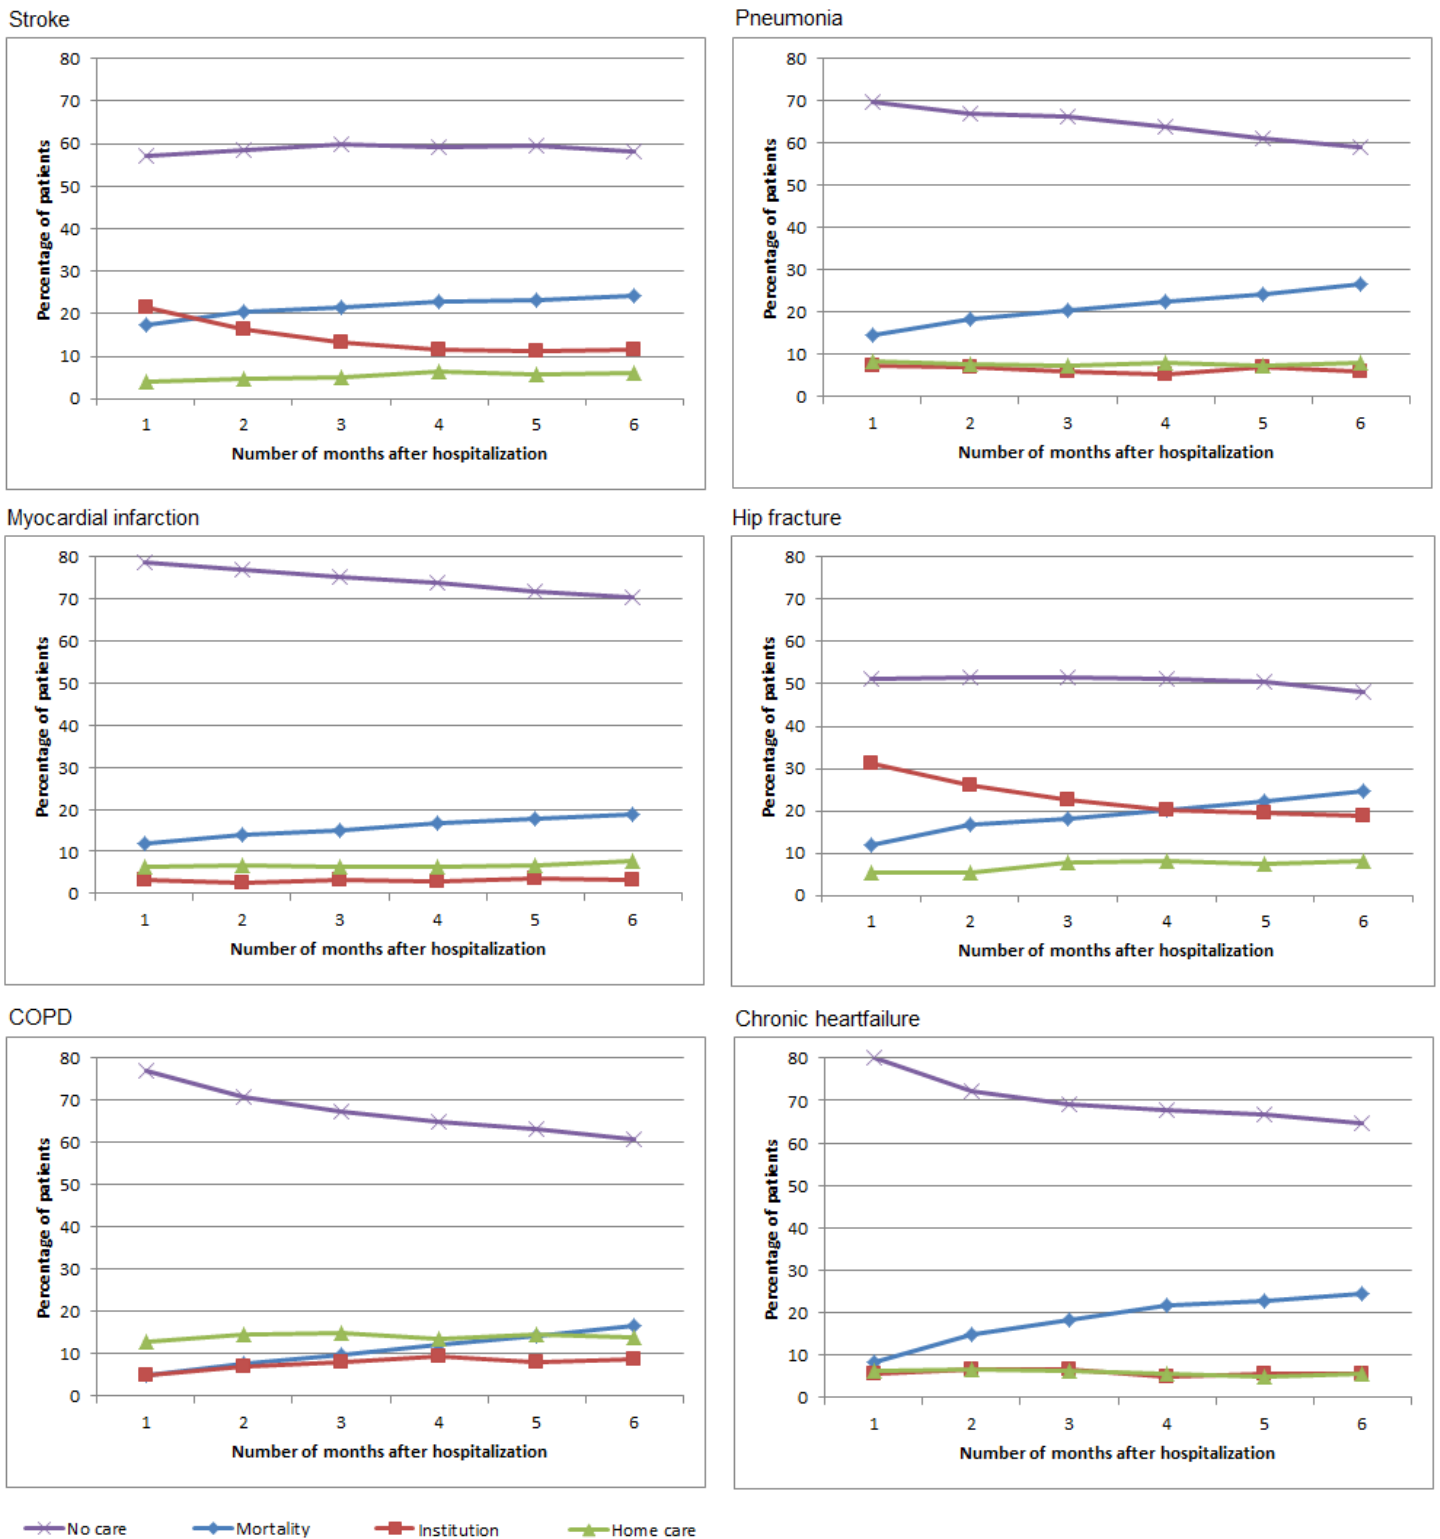 Stroke
Percentage of patients
80
70
60
50
40
30
20
10
0
1 2 3 4 5 6
Number of months after hospitalization
Pneumonia
Percentage of patients
80
70
60
50
40
30
20
10
0
1 2 3 4 5 6
Number of months after hospitalization
Myocardial infarction
Percentage of patients
80
70
60
50
40
30
20
10
0
1 2 3 4 5 6
Number of months after hospitalization
Hip fracture
Percentage of patients
80
70
60
50
40
30
20
10
0
1 2 3 4 5 6
Number of months after hospitalization
COPD
Percentage of patients
80
70
60
50
40
30
20
10
0
1 2 3 4 5 6
Number of months after hospitalization
Chronic heartfailure
Percentage of patients
80
70
60
50
40
30
20
10
0
1 2 3 4 5 6
Number of months after hospitalization
No care Mortality Institution Home care